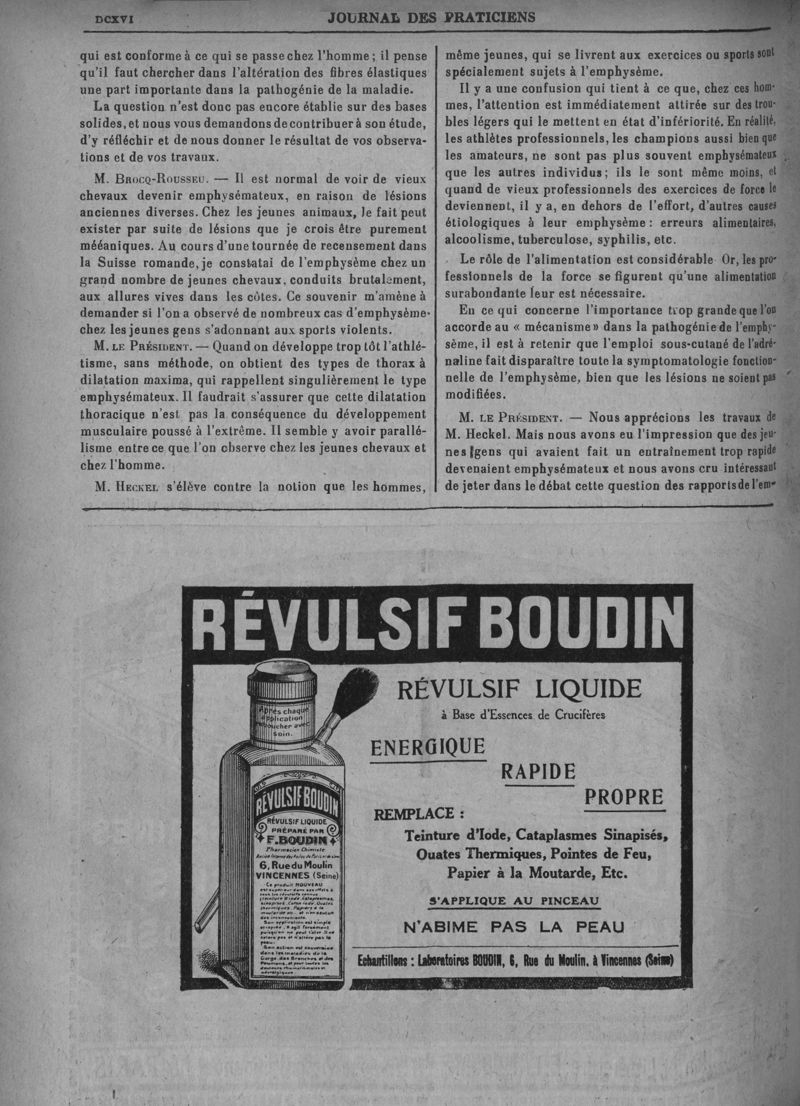 DCXVI
JOURNAL DES PRATICIENS
qui est conforme à ce qui se passe chez l'homme ; il pense
qu'il faut chercher dans l'altération des fibres élastiques
une part importante dans la pathogénie de la maladie.
La question n'est donc pas encore établie sur des bases
solides, et nous vous demandons de contribuer à son étude,
d'y réfléchir et de nous donner le résultat de vos observa-
tions et de vos travaux.
M. BROCQ-ROUSSEU. — Il est normal de voir de vieux
chevaux devenir emphysémateux, en raison de lésions
anciennes diverses. Chez les jeunes animaux, le fait peut
exister par suite de lésions que je crois être purement
mééaniques. Au cours d'une tournée de recensement dans
la Suisse romande, je constatai de l'emphysème chez un
grand nombre de jeunes chevaux, conduits brutalement,
aux allures vives dans les côtes. Ce souvenir m'amène à
demander si l'on a observé de nombreux cas d'emphysème
chez les jeunes gens s'adonnant aux sports violents.
M. LE PRÉSIDENT. — Quand on développe trop tôt l'athlé-
tisme, sans méthode, on obtient des types de thorax à
dilatation maxima, qui rappellent singulièrement le type
emphysémateux. Il faudrait s'assurer que cette dilatation
thoracique n'est pas la conséquence du développement
musculaire poussé à l'extrême. Il semble y avoir parallé-
lisme entre ce que l'on observe chez les jeunes chevaux et
chez l'homme.
M. HECKEL s'élève contre la notion que les hommes,
même jeunes, qui se livrent aux exercices ou sports sont
spécialement sujets à l'emphysème.
Il y a une confusion qui tient à ce que, chez ces hom-
mes, l'attention est immédiatement attirée sur des trou-
bles légers qui le mettent en état d'infériorité. En réalité,
les athlètes professionnels, les champions aussi bien que
les amateurs, ne sont pas plus souvent emphysémateux
que les autres individus ; ils le sont même moins, et
quand de vieux professionnels des exercices de force le
deviennent, il y a, en dehors de l'effort, d'autres causes
étiologiques à leur emphysème : erreurs alimentaires,
alcoolisme, tuberculose, syphilis, etc.
Le rôle de l'alimentation est considérable Or, les pro-
fessionnels de la force se figurent qu'une alimentation
surabondante leur est nécessaire.
En ce qui concerne l'importance trop grande que l'on
accorde au « mécanisme » dans la pathogénie de l'emphy-
sème, il est à retenir que l'emploi sous-cutané de l'adré-
naline fait disparaître toute la symptomatologie fonction-
nelle de l'emphysème, bien que les lésions ne soient pas
modifiées.
M. LE PRÉSIDENT. — Nous apprécions les travaux de
M. Heckel. Mais nous avons eu l'impression que des jeu-
nes gens qui avaient fait un entraînement trop rapide
devenaient emphysémateux et nous avons cru intéressant
de jeter dans le débat cette question des rapports de l'em-
RÉVULSIF BOUDIN
Après chaque
application
boucher avec
soin.
RÉVULSIF BOUDIN
RÉVULSIF LIQUIDE
PRÉPARÉ PAR
F. BOUDIN
Pharmacien Chimiste
6, Rue du Moulin
VINCENNES (Seine)
Ce produit NOUVEAU
RÉVULSIF LIQUIDE
à Base d'Essences de Crucifères
ENERGIQUE
RAPIDE
PROPRE
REMPLACE :
Teinture d'Iode, Cataplasmes Sinapisés,
Ouates Thermiques, Pointes de Feu,
Papier à la Moutarde, Etc.
S'APPLIQUE AU PINCEAU
N'ABIME PAS LA PEAU
Echantillons : Laboratoires BOUDIN, 6, Rue du Moulin, à Vincennes (Seine)